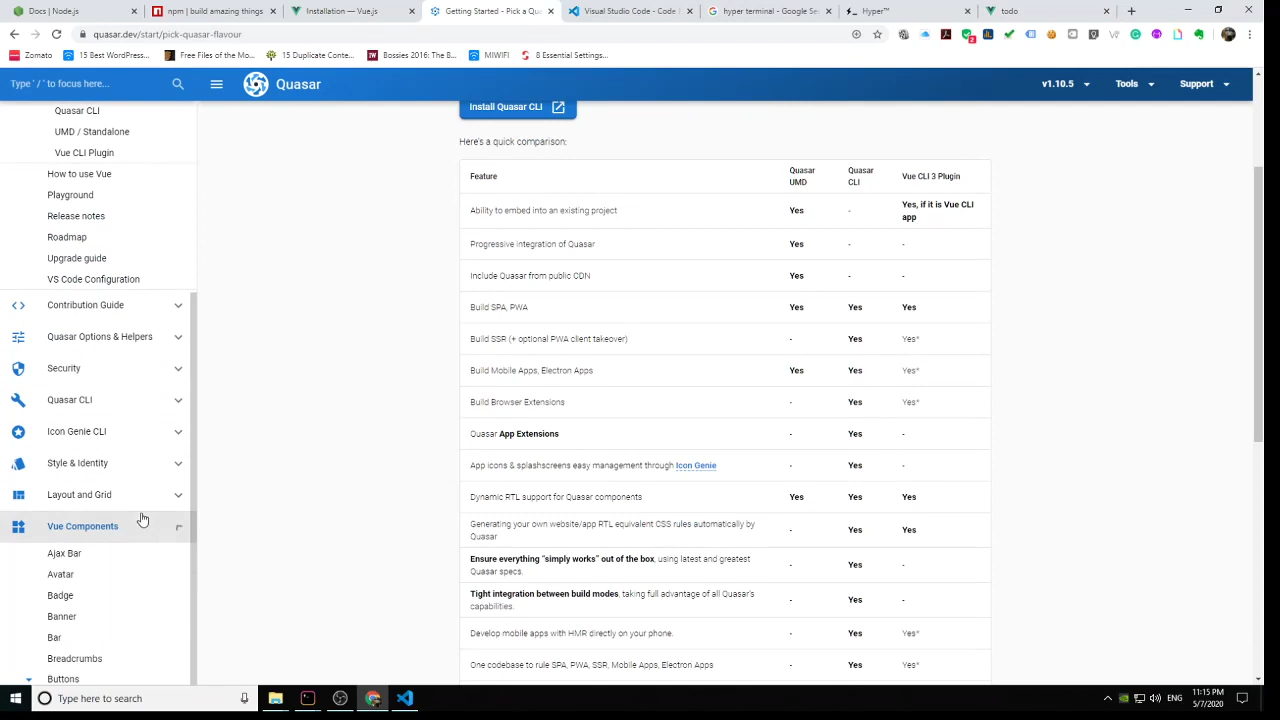 Docs | Node.js
npm | build amazing things
Installation — Vue.js
Getting Started - Pick a Qu
Visual Studio Code - Code E
hyper terminal - Google Se
Hyper™
todo
quasar.dev/start/pick-quasar-flavour
Zomato
15 Best WordPress...
Free Files of the Mo...
15 Duplicate Conte...
Bossies 2016: The B...
MIWIFI
8 Essential Settings...
Type ' / ' to focus here...
Quasar
v1.10.5
Tools
Support
Quasar CLI
UMD / Standalone
Vue CLI Plugin
How to use Vue
Playground
Release notes
Roadmap
Upgrade guide
VS Code Configuration
Contribution Guide
Quasar Options & Helpers
Security
Quasar CLI
Icon Genie CLI
Style & Identity
Layout and Grid
Vue Components
Ajax Bar
Avatar
Badge
Banner
Bar
Breadcrumbs
Buttons
Install Quasar CLI
Here's a quick comparison:
Feature Quasar UMD Quasar CLI Vue CLI 3 Plugin
Ability to embed into an existing project Yes - Yes, if it is Vue CLI app
Progressive integration of Quasar Yes - -
Include Quasar from public CDN Yes - -
Build SPA, PWA Yes Yes Yes
Build SSR (+ optional PWA client takeover) - Yes Yes*
Build Mobile Apps, Electron Apps Yes Yes Yes*
Build Browser Extensions - Yes Yes*
Quasar App Extensions - Yes -
App icons & splashscreens easy management through Icon Genie - Yes -
Dynamic RTL support for Quasar components Yes Yes Yes
Generating your own website/app RTL equivalent CSS rules automatically by Quasar - Yes Yes
Ensure everything "simply works" out of the box, using latest and greatest Quasar specs. - Yes -
Tight integration between build modes, taking full advantage of all Quasar's capabilities. - Yes -
Develop mobile apps with HMR directly on your phone. - Yes Yes*
One codebase to rule SPA, PWA, SSR, Mobile Apps, Electron Apps - Yes Yes*
Type here to search
ENG
11:15 PM
5/7/2020